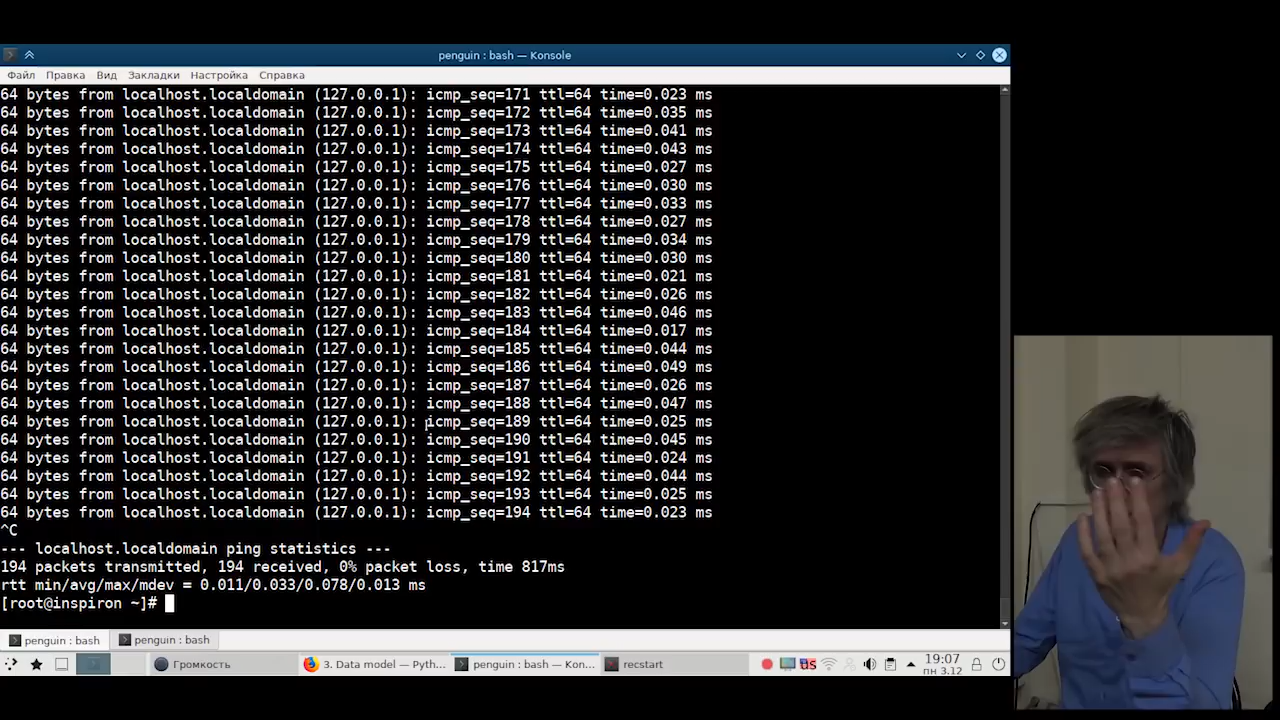 penguin : bash — Konsole
Файл Правка Вид Закладки Настройка Справка
64 bytes from localhost.localdomain (127.0.0.1): icmp_seq=171 ttl=64 time=0.023 ms
64 bytes from localhost.localdomain (127.0.0.1): icmp_seq=172 ttl=64 time=0.035 ms
64 bytes from localhost.localdomain (127.0.0.1): icmp_seq=173 ttl=64 time=0.041 ms
64 bytes from localhost.localdomain (127.0.0.1): icmp_seq=174 ttl=64 time=0.043 ms
64 bytes from localhost.localdomain (127.0.0.1): icmp_seq=175 ttl=64 time=0.027 ms
64 bytes from localhost.localdomain (127.0.0.1): icmp_seq=176 ttl=64 time=0.030 ms
64 bytes from localhost.localdomain (127.0.0.1): icmp_seq=177 ttl=64 time=0.033 ms
64 bytes from localhost.localdomain (127.0.0.1): icmp_seq=178 ttl=64 time=0.027 ms
64 bytes from localhost.localdomain (127.0.0.1): icmp_seq=179 ttl=64 time=0.034 ms
64 bytes from localhost.localdomain (127.0.0.1): icmp_seq=180 ttl=64 time=0.030 ms
64 bytes from localhost.localdomain (127.0.0.1): icmp_seq=181 ttl=64 time=0.021 ms
64 bytes from localhost.localdomain (127.0.0.1): icmp_seq=182 ttl=64 time=0.026 ms
64 bytes from localhost.localdomain (127.0.0.1): icmp_seq=183 ttl=64 time=0.046 ms
64 bytes from localhost.localdomain (127.0.0.1): icmp_seq=184 ttl=64 time=0.017 ms
64 bytes from localhost.localdomain (127.0.0.1): icmp_seq=185 ttl=64 time=0.044 ms
64 bytes from localhost.localdomain (127.0.0.1): icmp_seq=186 ttl=64 time=0.049 ms
64 bytes from localhost.localdomain (127.0.0.1): icmp_seq=187 ttl=64 time=0.026 ms
64 bytes from localhost.localdomain (127.0.0.1): icmp_seq=188 ttl=64 time=0.047 ms
64 bytes from localhost.localdomain (127.0.0.1): icmp_seq=189 ttl=64 time=0.025 ms
64 bytes from localhost.localdomain (127.0.0.1): icmp_seq=190 ttl=64 time=0.045 ms
64 bytes from localhost.localdomain (127.0.0.1): icmp_seq=191 ttl=64 time=0.024 ms
64 bytes from localhost.localdomain (127.0.0.1): icmp_seq=192 ttl=64 time=0.044 ms
64 bytes from localhost.localdomain (127.0.0.1): icmp_seq=193 ttl=64 time=0.025 ms
64 bytes from localhost.localdomain (127.0.0.1): icmp_seq=194 ttl=64 time=0.023 ms
^C
--- localhost.localdomain ping statistics ---
194 packets transmitted, 194 received, 0% packet loss, time 817ms
rtt min/avg/max/mdev = 0.011/0.033/0.078/0.013 ms
[root@inspiron ~]#
penguin : bash penguin : bash
Громкость 3. Data model — Pyth... penguin : bash — Kon... recstart US 19:07
пн 3.12